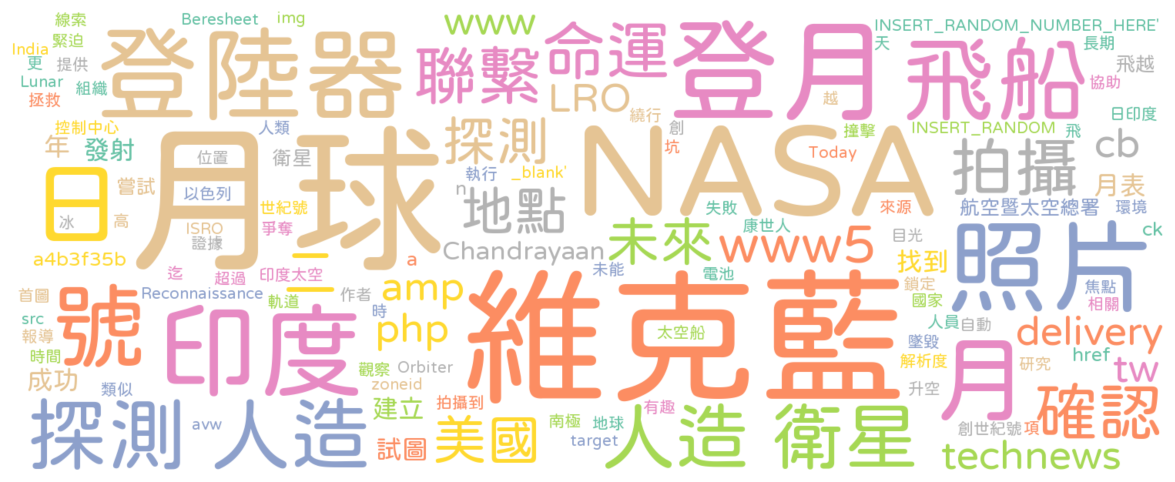 線索 Beresheet img www INSERT_RANDOM_NUMBER_HERE'
India 緊迫 登陸器 聯繫 命運 登月 飛船 天 長期
更 提供 飛越
Lunar 組織 LRO 協助
拯救 越
控制中心 人類 繞行 創 撞擊 INSERT_RANDOM 飛 日印度
年 發射 月球 探測 NASA 坑 Today 拍攝 cb
位置 衛星
日 嘗試 以色列 執行 _blank' 月表
n 地點
冰 高 世紀號 失敗 來源 航空暨太空總署 環境
ISRO 爭奪 康世人 ck
證據 Chandrayaan 未來 www5 目光 照片
a4b3f35b 一 a 找到
迄 超過 印度太空 未能 電池 鎖定 焦點
首圖 Reconnaissance 軌道 作者 amp 維克藍 國家 相關
src 號 印度 時 php 太空船 人員 自動 delivery
報導 墜毀
時間 觀察 Orbiter 解析度 月 href
成功 類似 zoneid 研究 tw
建立 拍攝到 有趣 升空 確認
探測 人造 avw 美國 南極 地球 人造 衛星 創世紀號 項
試圖 target technews